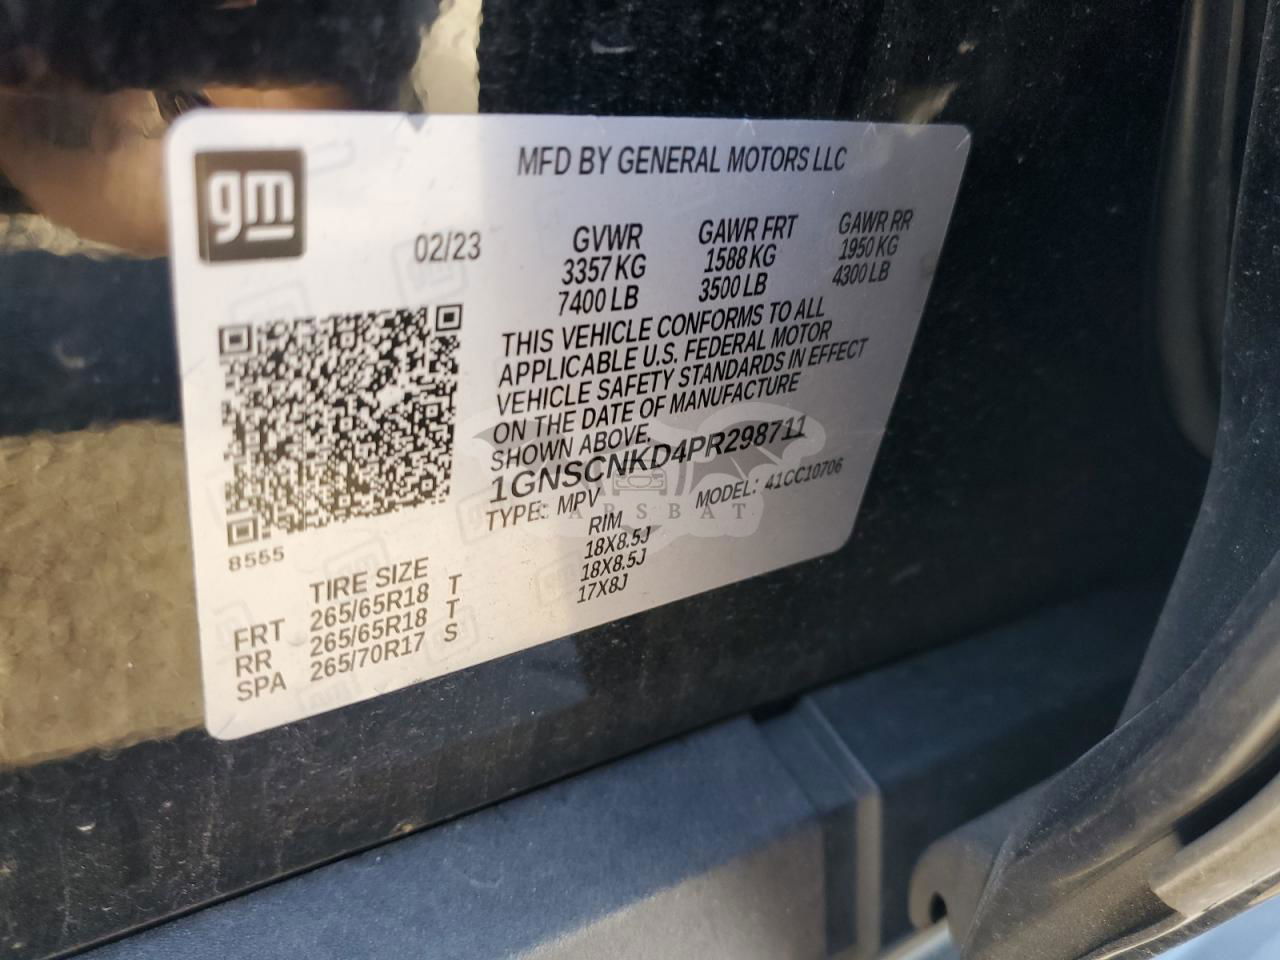 gm
MFD BY GENERAL MOTORS LLC
02/23
GVWR GAWR FRT GAWR RR
3357 KG 1588 KG 1950 KG
7400 LB 3500 LB 4300 LB
THIS VEHICLE CONFORMS TO ALL
APPLICABLE U.S. FEDERAL MOTOR
VEHICLE SAFETY STANDARDS IN EFFECT
ON THE DATE OF MANUFACTURE
SHOWN ABOVE.
1GNSCNKD4PR298711
TYPE: MPV MODEL: 41CC10706
CARSBAT
8555
TIRE SIZE RIM
FRT 265/65R18 T 18X8.5J
RR 265/65R18 T 18X8.5J
SPA 265/70R17 S 17X8J